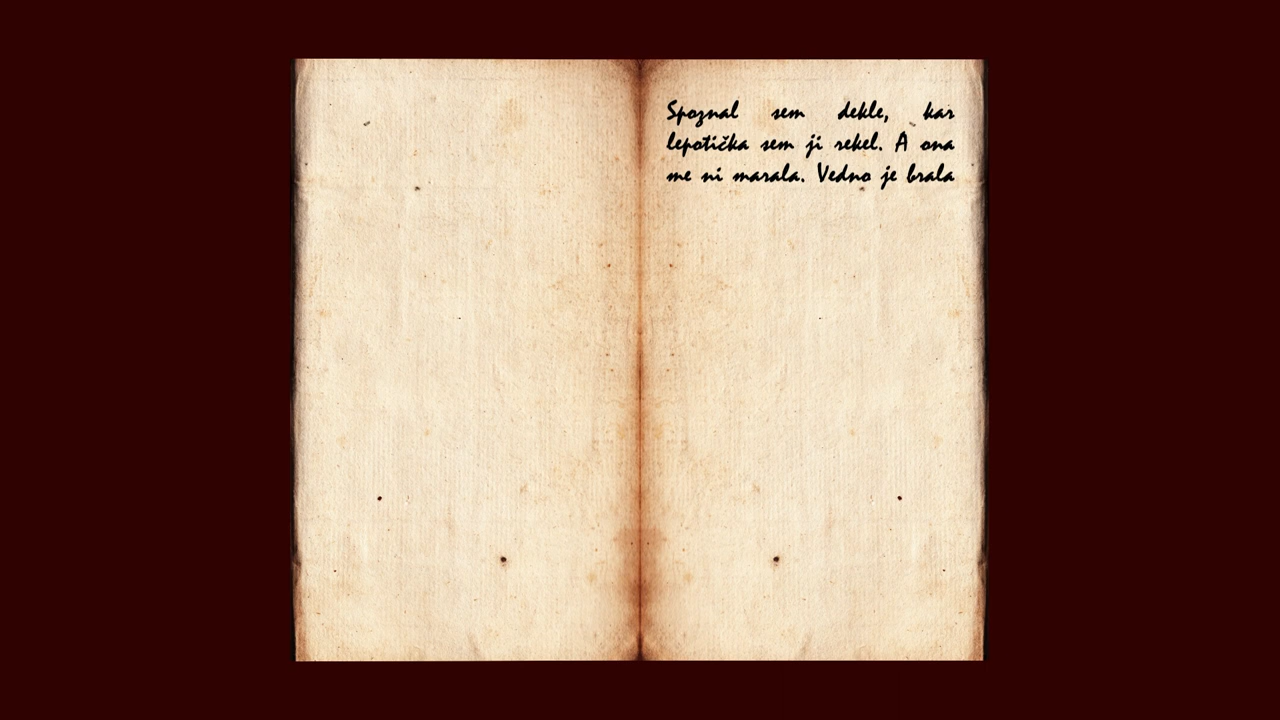 Spoznal sem dekle, kar
lepotička sem ji rekel. A ona
me ni marala. Vedno je brala